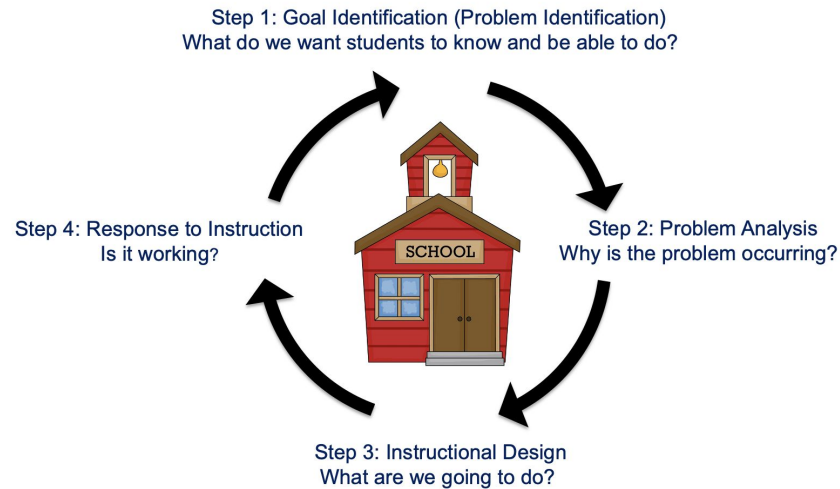 Step 1: Goal Identification (Problem Identification)
What do we want students to know and be able to do?
Step 2: Problem Analysis
Why is the problem occurring?
Step 3: Instructional Design
What are we going to do?
Step 4: Response to Instruction
Is it working?
SCHOOL